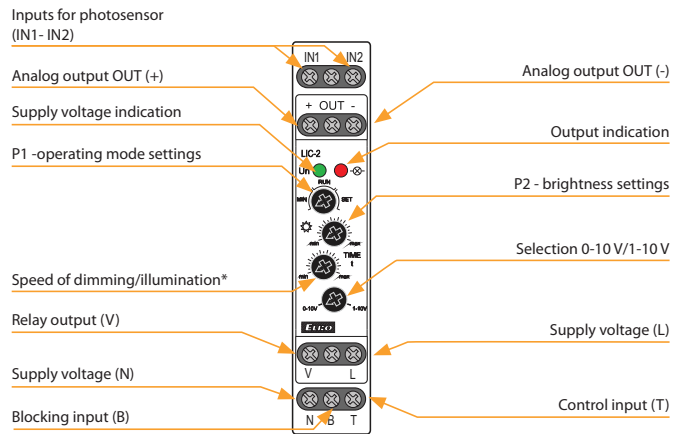 Inputs for photosensor
(IN1- IN2)
Analog output OUT (+)
Supply voltage indication
P1 -operating mode settings
Speed of dimming/illumination*
Relay output (V)
Supply voltage (N)
Blocking input (B)
IN1 IN2
+ OUT -
LIC-2
Un
RUN
MIN SET
min max
TIME
t
min max
0-10V 1-10V
ELKO
V L
N B T
Analog output OUT (-)
Output indication
P2 - brightness settings
Selection 0-10 V/1-10 V
Supply voltage (L)
Control input (T)